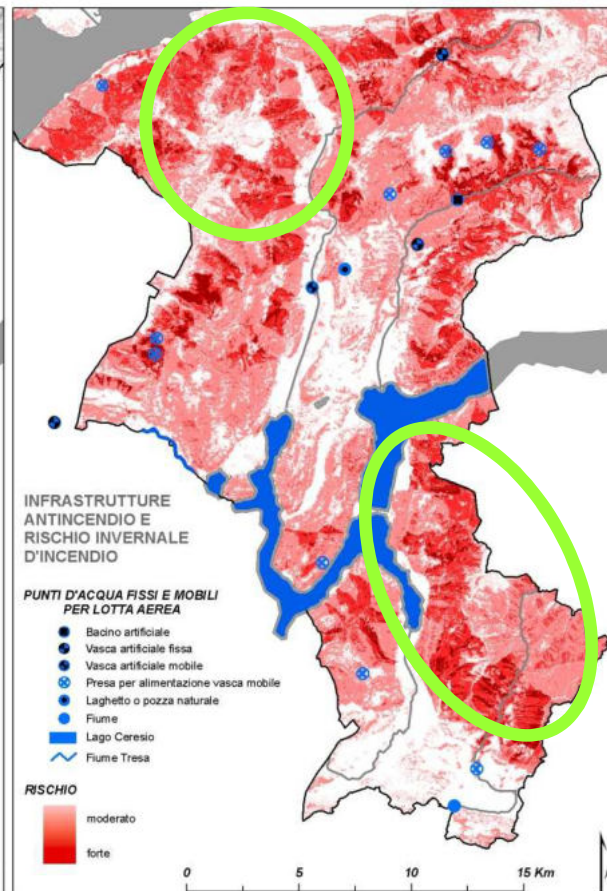 INFRASTRUTTURE
ANTINCENDIO E
RISCHIO INVERNALE
D'INCENDIO
PUNTI D'ACQUA FISSI E MOBILI
PER LOTTA AEREA
Bacino artificiale
Vasca artificiale fissa
Vasca artificiale mobile
Presa per alimentazione vasca mobile
Laghetto o pozza naturale
Fiume
Lago Ceresio
Fiume Tresa
RISCHIO
moderato
forte
0 5 10 15 Km